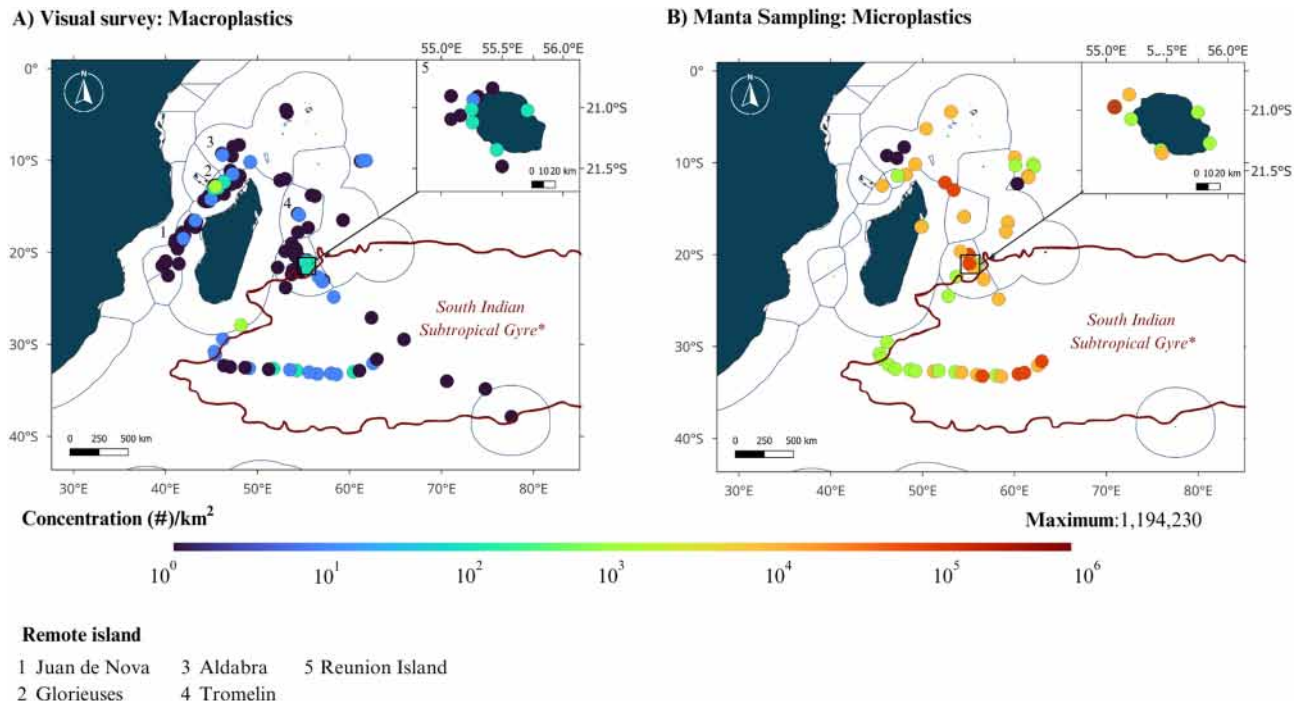 A) Visual survey: Macroplastics
B) Manta Sampling: Microplastics
55.0°E 55.5°E 56.0°E
5
21.0°S
21.5°S
0 10 20 km
0°
10°S
20°S
30°S
40°S
3
2
1
4
South Indian
Subtropical Gyre*
0 250 500 km
30°E 40°E 50°E 60°E 70°E 80°E
55.0°E 56.0°E
21.0°S
21.5°S
0 10 20 km
0°
10°S
20°S
30°S
40°S
South Indian
Subtropical Gyre*
0 250 500 km
30°E 40°E 50°E 60°E 70°E 80°E
Concentration (#)/km²
Maximum:1,194,230
10⁰ 10¹ 10² 10³ 10⁴ 10⁵ 10⁶
Remote island
1 Juan de Nova 3 Aldabra 5 Reunion Island
2 Glorieuses 4 Tromelin